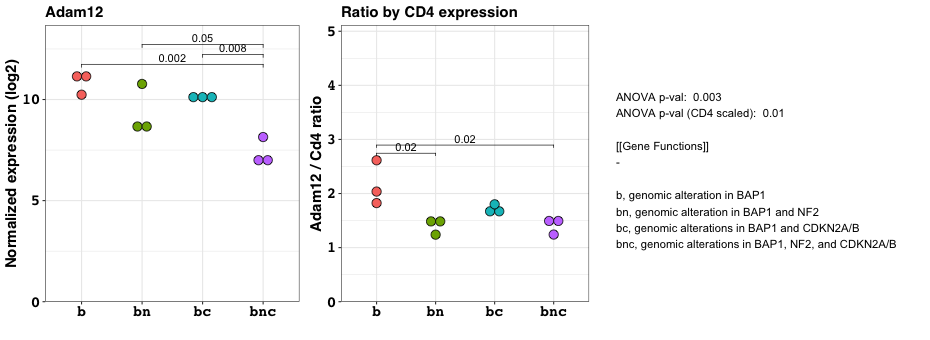 Adam12
Normalized expression (log2)
10
5
0
0.05
0.008
0.002
b bn bc bnc
Ratio by CD4 expression
Adam12 / Cd4 ratio
5
4
3
2
1
0
0.02
0.02
b bn bc bnc
ANOVA p-val: 0.003
ANOVA p-val (CD4 scaled): 0.01
[[Gene Functions]]
-
b, genomic alteration in BAP1
bn, genomic alteration in BAP1 and NF2
bc, genomic alterations in BAP1 and CDKN2A/B
bnc, genomic alterations in BAP1, NF2, and CDKN2A/B